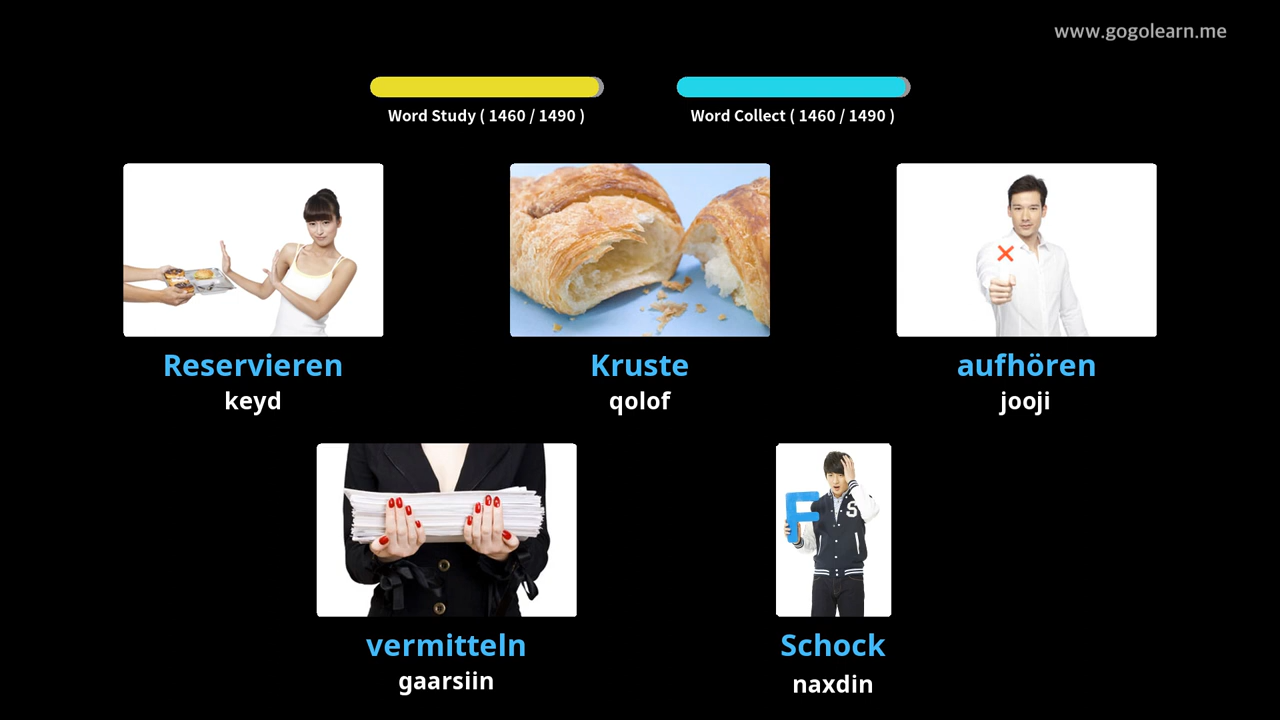 www.gogolearn.me
Word Study ( 1460 / 1490 )
Word Collect ( 1460 / 1490 )
Reservieren
keyd
Kruste
qolof
aufhören
jooji
F
S
vermitteln
gaarsiin
Schock
naxdin